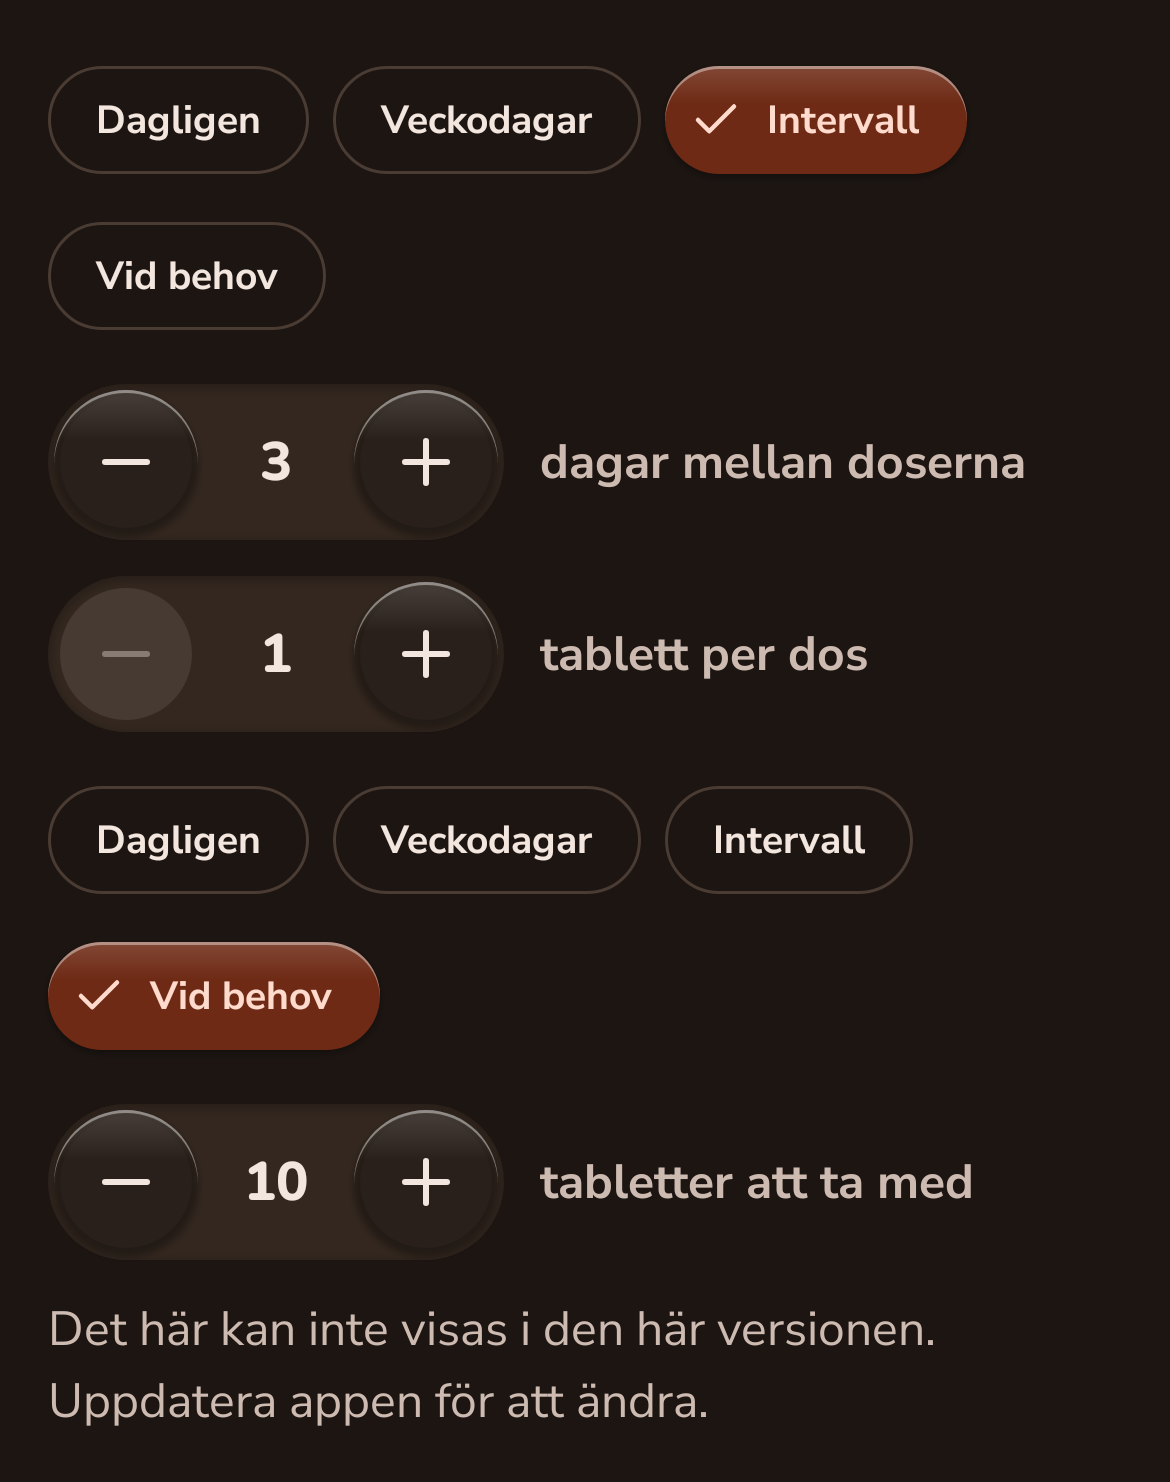 Dagligen Veckodagar Intervall
Vid behov
3 dagar mellan doserna
1 tablett per dos
Dagligen Veckodagar Intervall
Vid behov
10 tabletter att ta med
Det här kan inte visas i den här versionen.
Uppdatera appen för att ändra.